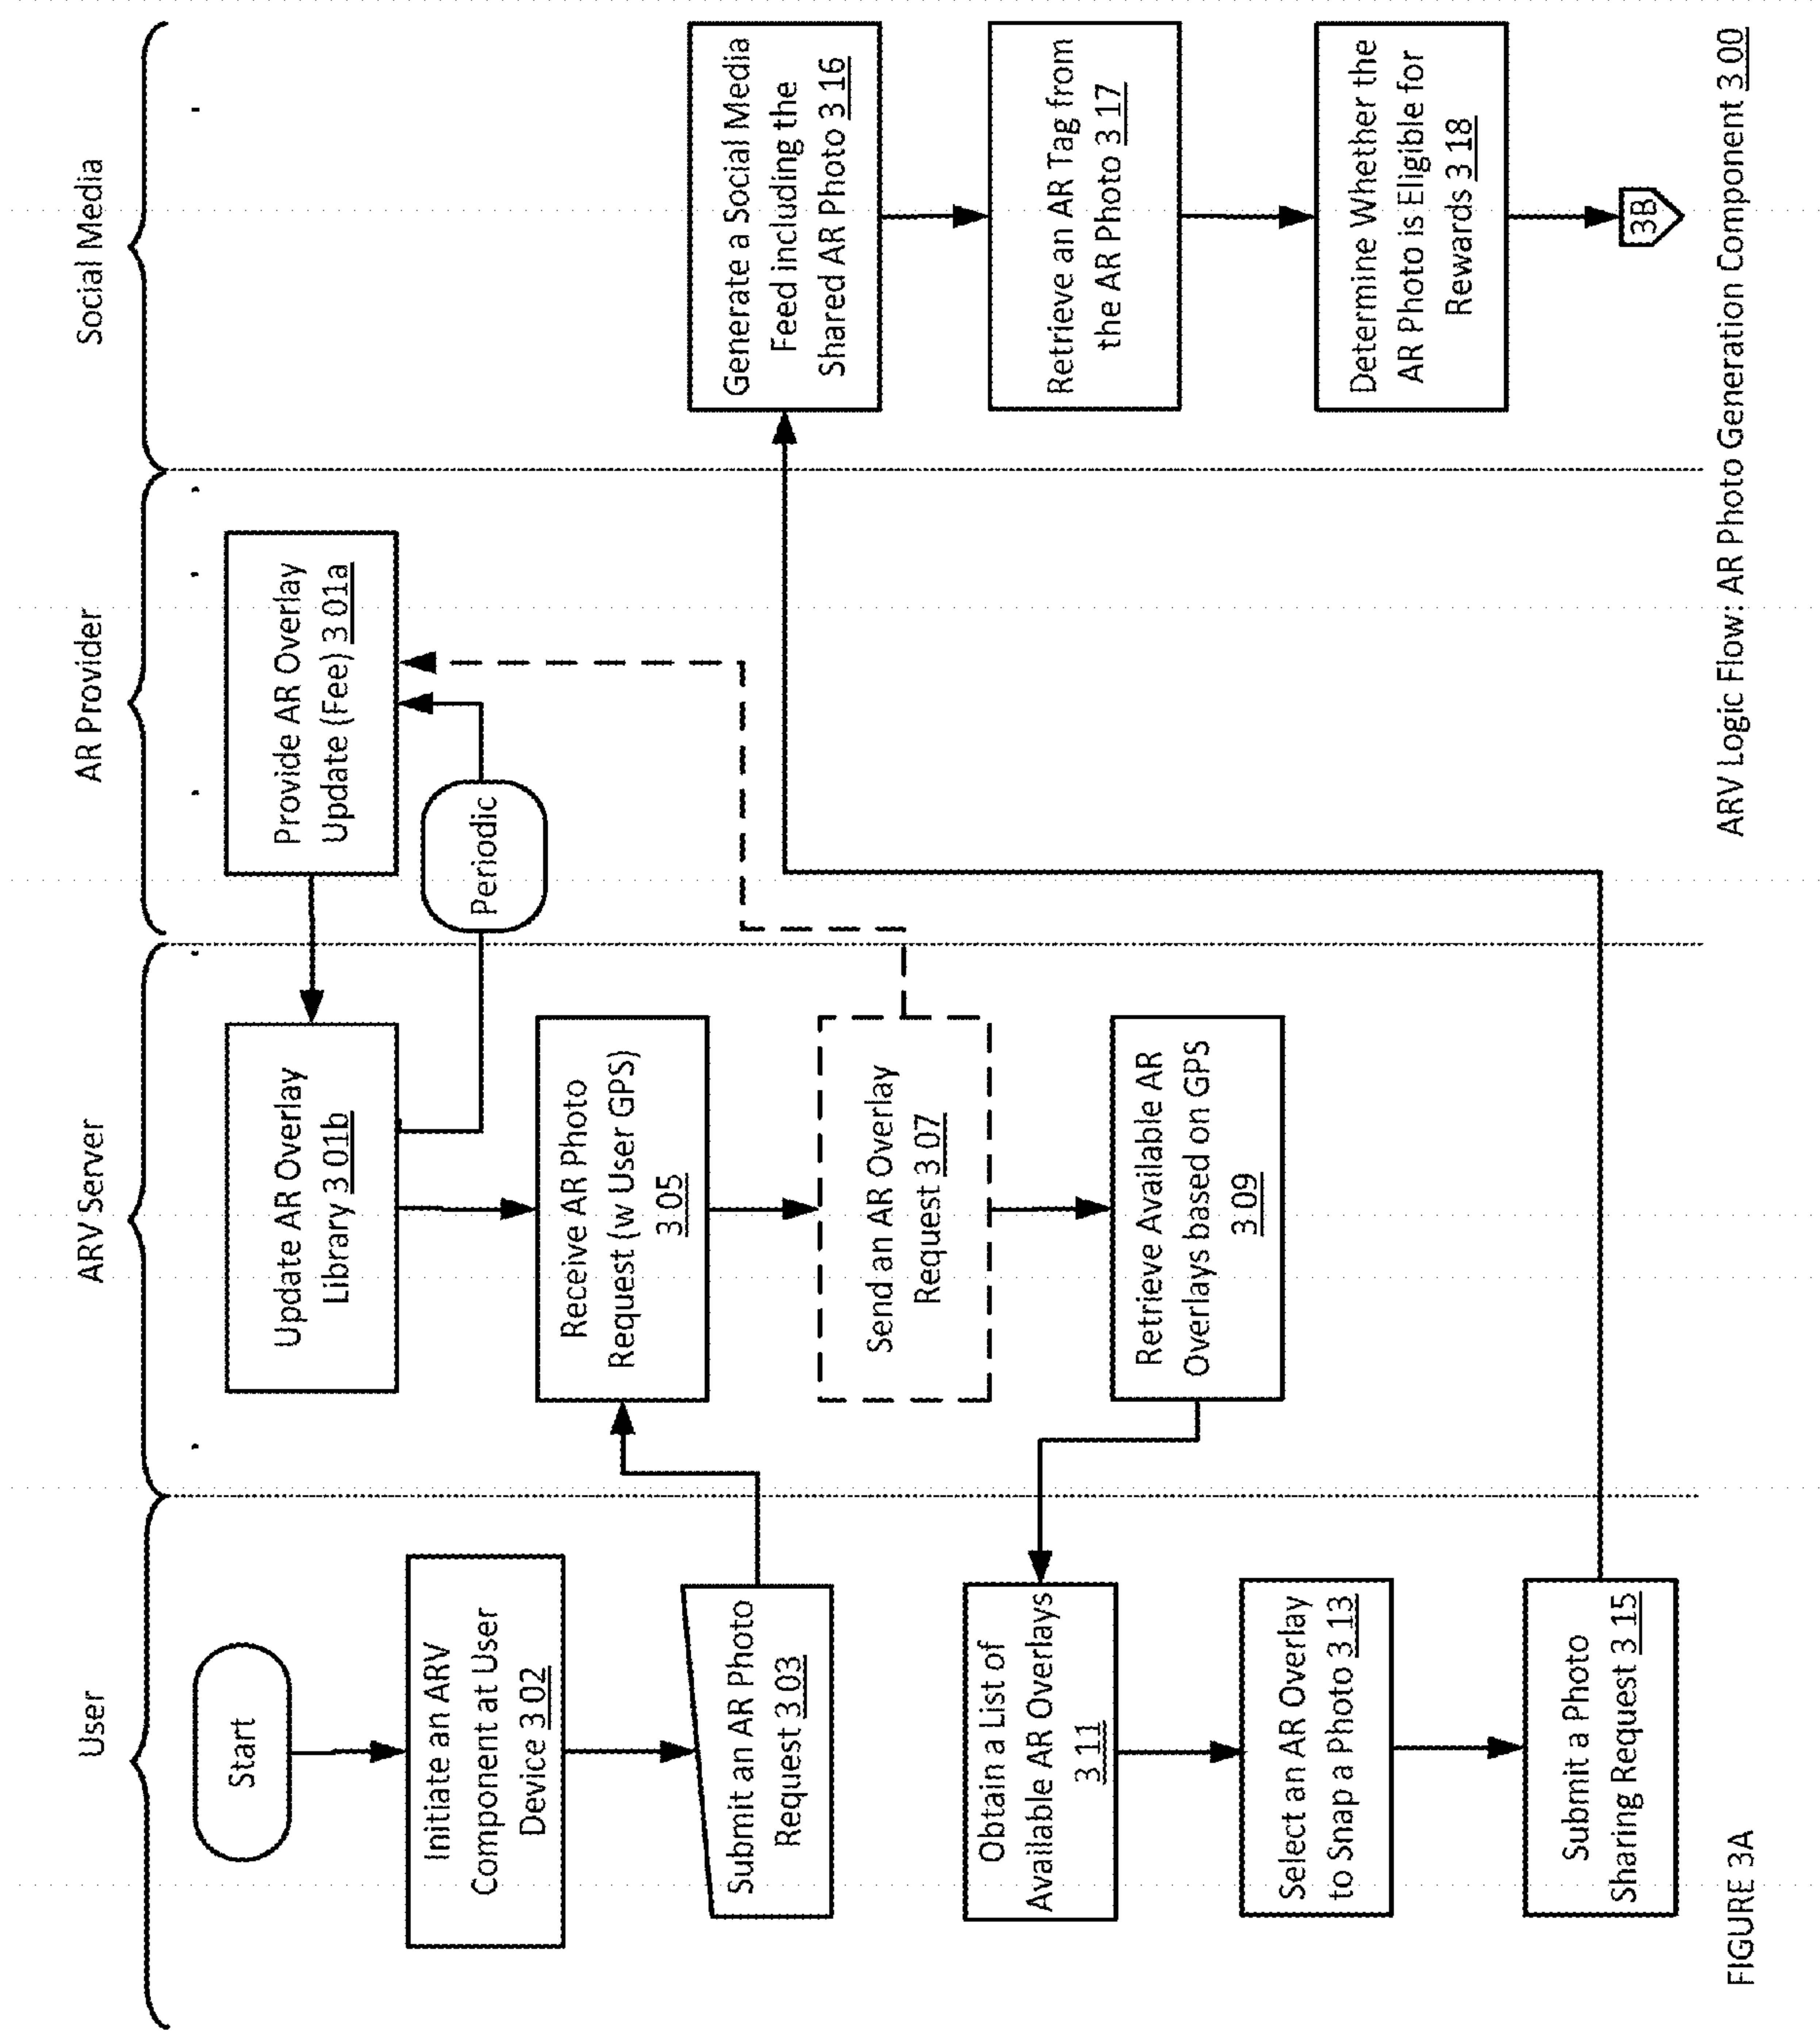 User
ARV Server
AR Provider
Social Media
Start
Initiate an ARV
Component at User
Device 3 02
Submit an AR Photo
Request 3 03
Obtain a List of
Available AR Overlays
3 11
Select an AR Overlay
to Snap a Photo 3 13
Submit a Photo
Sharing Request 3 15
Update AR Overlay
Library 3 01b
Receive AR Photo
Request (w User GPS)
3 05
Send an AR Overlay
Request 3 07
Retrieve Available AR
Overlays based on GPS
3 09
Provide AR Overlay
Update (Fee) 3 01a
Periodic
Generate a Social Media
Feed including the
Shared AR Photo 3 16
Retrieve an AR Tag from
the AR Photo 3 17
Determine Whether the
AR Photo is Eligible for
Rewards 3 18
3B
FIGURE 3A
ARV Logic Flow: AR Photo Generation Component 3 00